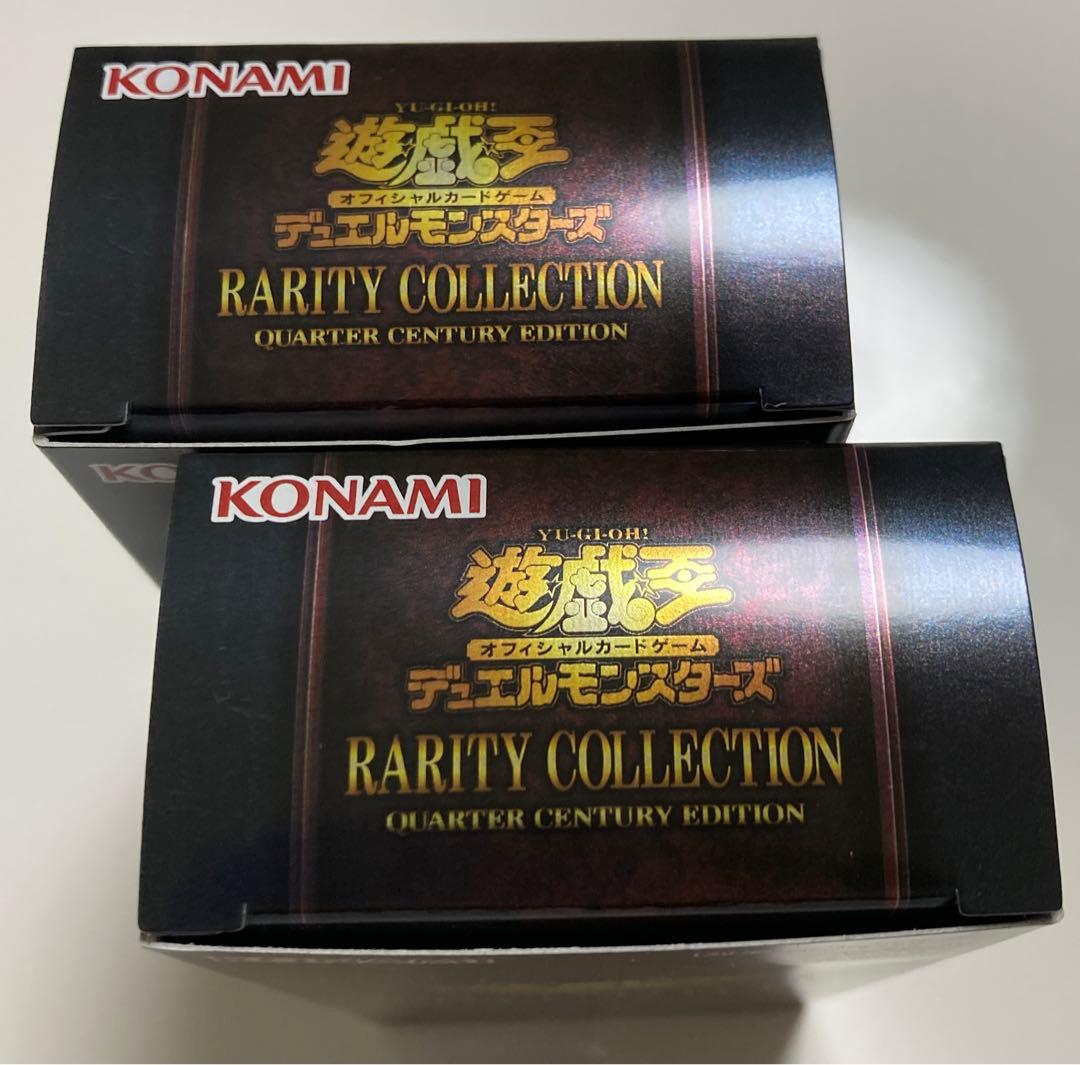 KONAMI
YU-GI-OH!
遊戯王
オフィシャルカードゲーム
デュエルモンスターズ
RARITY COLLECTION
QUARTER CENTURY EDITION
KO
KONAMI
YU-GI-OH!
遊戯王
オフィシャルカードゲーム
デュエルモンスターズ
RARITY COLLECTION
QUARTER CENTURY EDITION